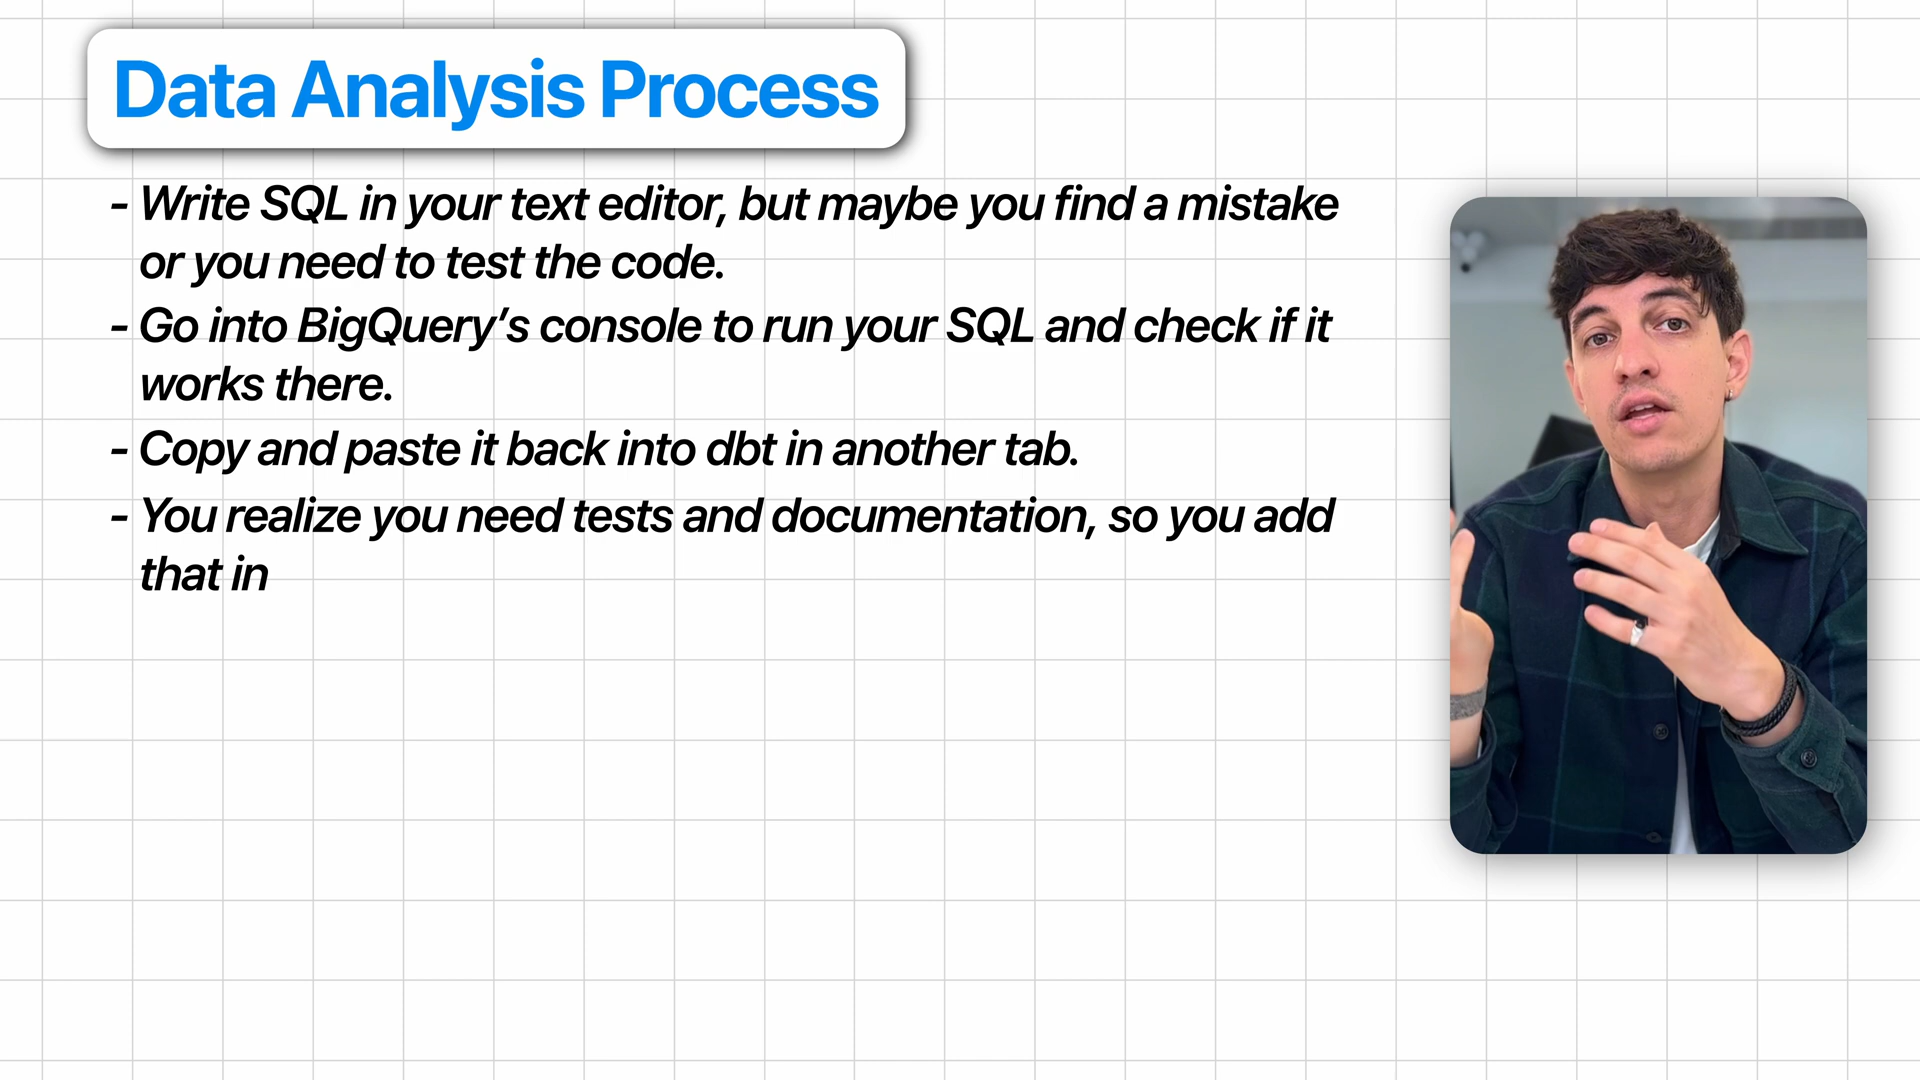 Data Analysis Process
- Write SQL in your text editor, but maybe you find a mistake
or you need to test the code.
- Go into BigQuery’s console to run your SQL and check if it
works there.
- Copy and paste it back into dbt in another tab.
- You realize you need tests and documentation, so you add
that in